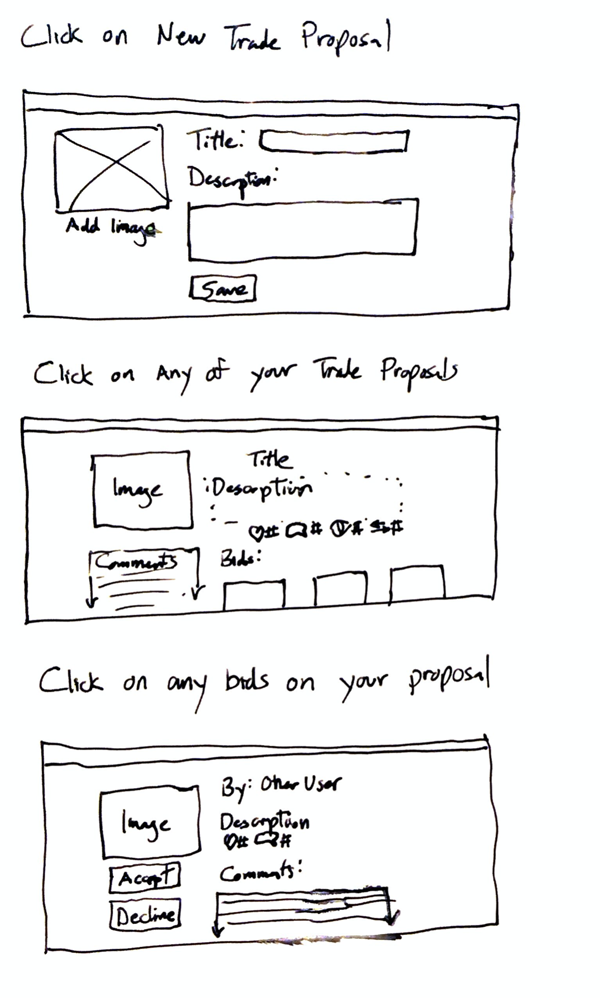 Click on New Trade Proposal
Title:
Description:
Add Image
Save
Click on Any of your Trade Proposals
Image
Title
Description
# # # #
Comments
Bids:
Click on any bids on your proposal
Image
By: Other User
Description
# #
Accept
Comments:
Decline